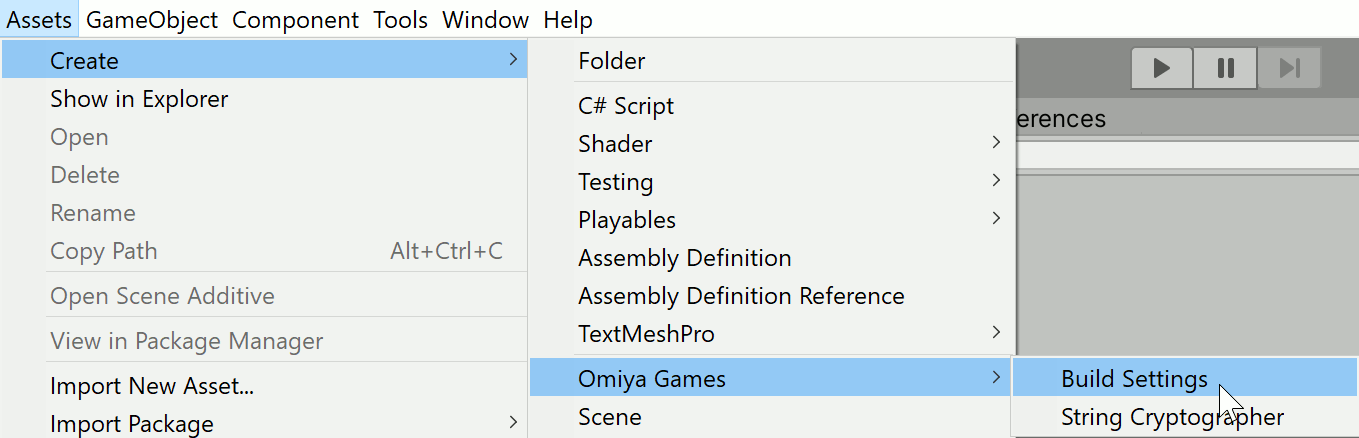 Assets GameObject Component Tools Window Help
Create
Show in Explorer
Open
Delete
Rename
Copy Path Alt+Ctrl+C
Open Scene Additive
View in Package Manager
Import New Asset...
Import Package
Folder
C# Script
Shader
Testing
Playables
Assembly Definition
Assembly Definition Reference
TextMeshPro
Omiya Games
Scene
Build Settings
String Cryptographer
erences